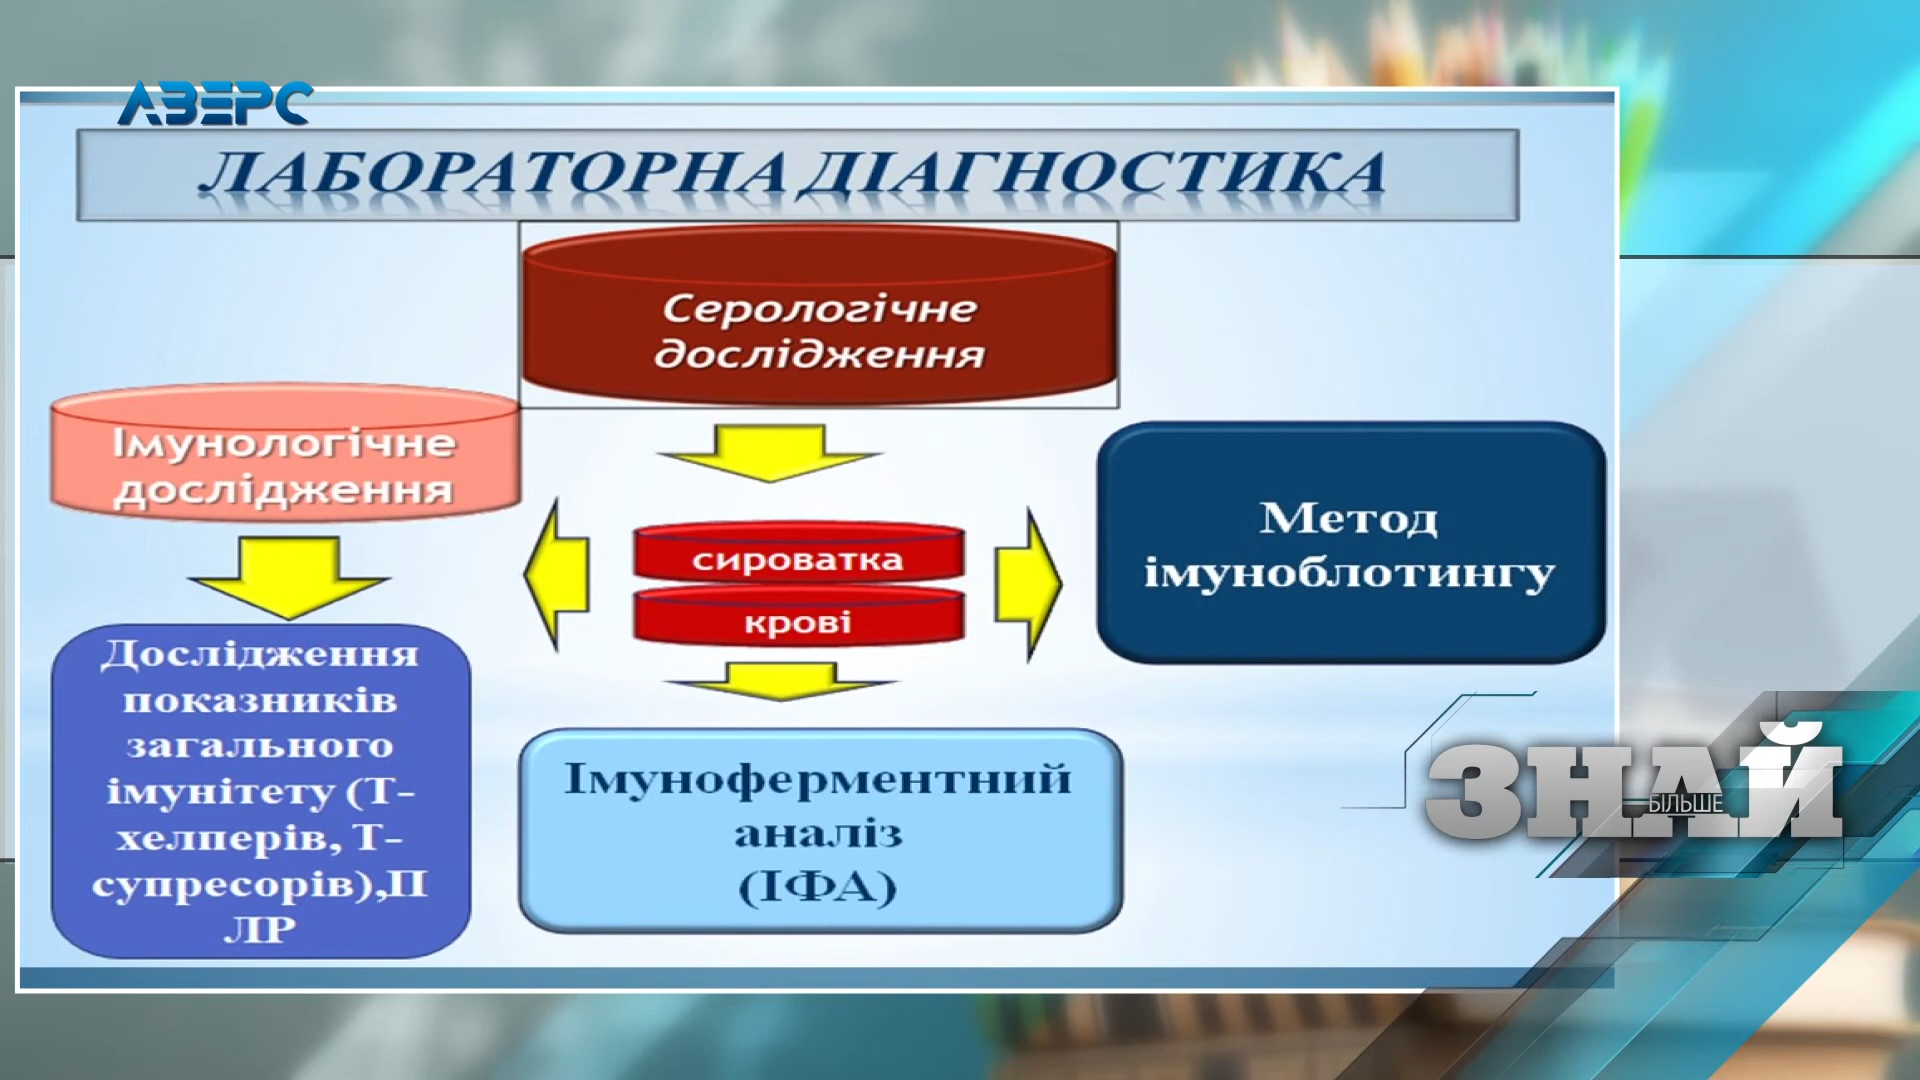 АВЕРС
ЛАБОРАТОРНА ДІАГНОСТИКА
Серологічне
дослідження
Імунологічне
дослідження
сироватка
крові
Метод
імуноблотингу
Дослідження
показників
загального
імунітету (Т-
хелперів, Т-
супресорів),П
ЛР
Імуноферментний
аналіз
(ІФА)
ЗНАЙ
БІЛЬШЕ